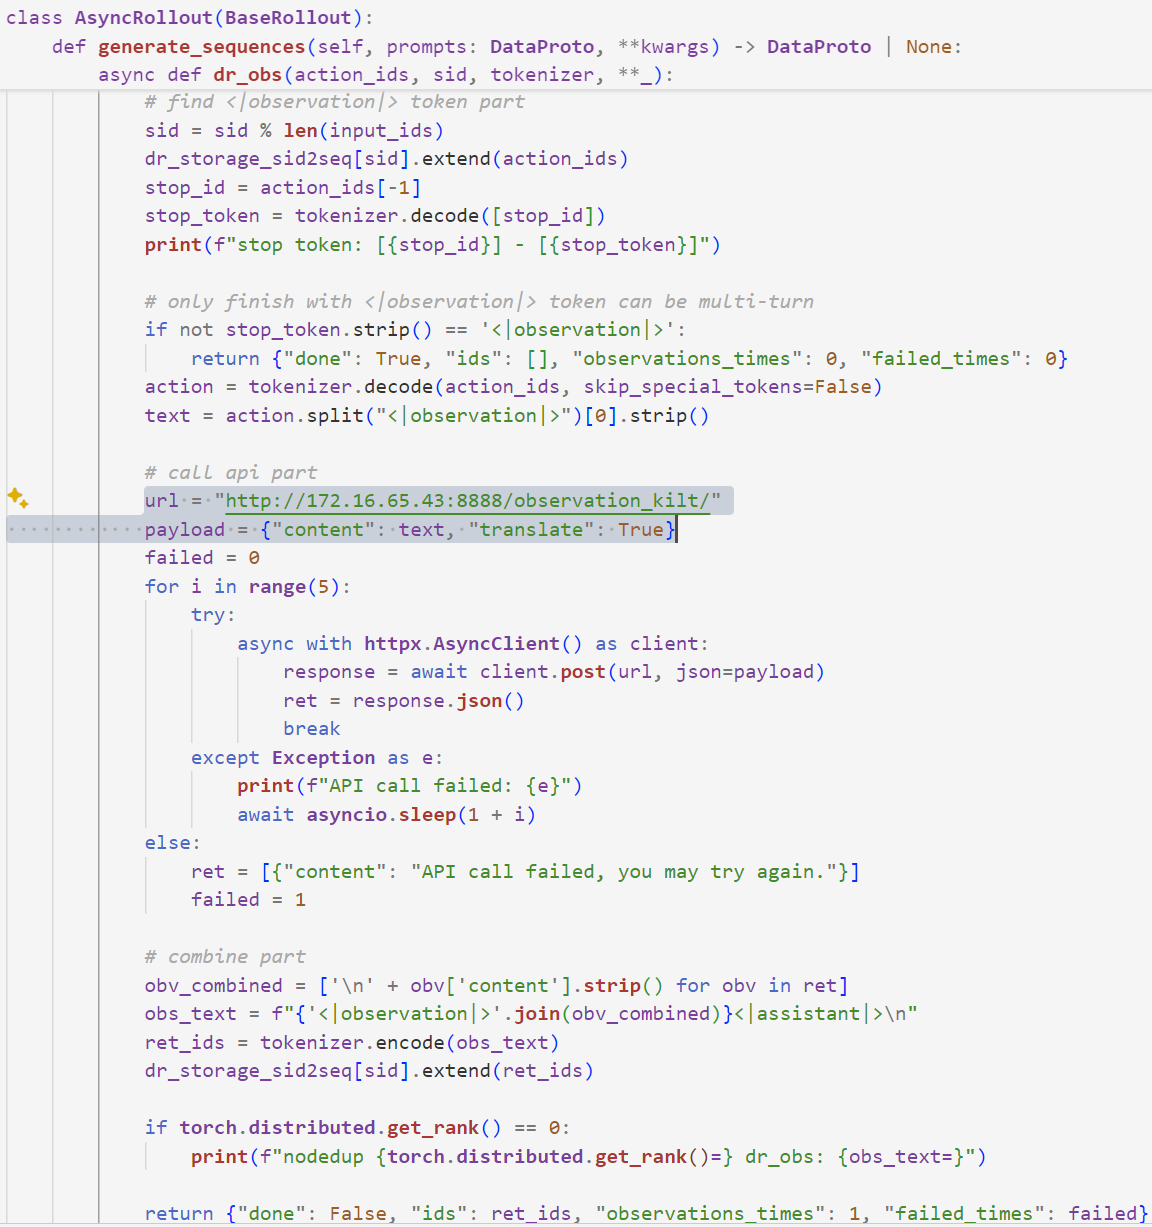 class AsyncRollout(BaseRollout):
def generate_sequences(self, prompts: DataProto, **kwargs) -> DataProto | None:
async def dr_obs(action_ids, sid, tokenizer, **_):
# find <|observation|> token part
sid = sid % len(input_ids)
dr_storage_sid2seq[sid].extend(action_ids)
stop_id = action_ids[-1]
stop_token = tokenizer.decode([stop_id])
print(f"stop token: [{stop_id}] - [{stop_token}]")
# only finish with <|observation|> token can be multi-turn
if not stop_token.strip() == '<|observation|>':
return {"done": True, "ids": [], "observations_times": 0, "failed_times": 0}
action = tokenizer.decode(action_ids, skip_special_tokens=False)
text = action.split("<|observation|>")[0].strip()
# call api part
url = "http://172.16.65.43:8888/observation_kilt/"
payload = {"content": text, "translate": True}
failed = 0
for i in range(5):
try:
async with httpx.AsyncClient() as client:
response = await client.post(url, json=payload)
ret = response.json()
break
except Exception as e:
print(f"API call failed: {e}")
await asyncio.sleep(1 + i)
else:
ret = [{"content": "API call failed, you may try again."}]
failed = 1
# combine part
obv_combined = ['\n' + obv['content'].strip() for obv in ret]
obs_text = f"{'<|observation|>'.join(obv_combined)}<|assistant|>\n"
ret_ids = tokenizer.encode(obs_text)
dr_storage_sid2seq[sid].extend(ret_ids)
if torch.distributed.get_rank() == 0:
print(f"nodedup {torch.distributed.get_rank()=} dr_obs: {obs_text=}")
return {"done": False, "ids": ret_ids, "observations_times": 1, "failed_times": failed}